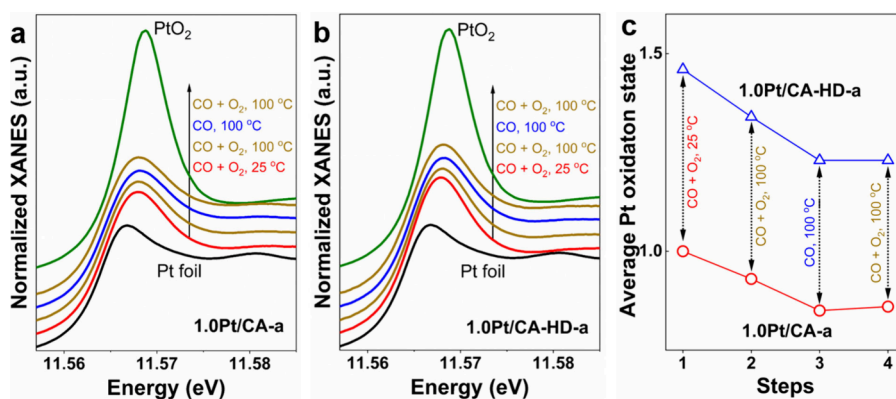 a
PtO₂
CO + O₂, 100 °C
CO, 100 °C
CO + O₂, 100 °C
CO + O₂, 25 °C
Pt foil
1.0Pt/CA-a
Normalized XANES (a.u.)
11.56 11.57 11.58
Energy (eV)
b
PtO₂
CO + O₂, 100 °C
CO, 100 °C
CO + O₂, 100 °C
CO + O₂, 25 °C
Pt foil
1.0Pt/CA-HD-a
Normalized XANES (a.u.)
11.56 11.57 11.58
Energy (eV)
c
1.5
1.0
Average Pt oxidaton state
1.0Pt/CA-HD-a
CO + O₂, 25 °C
CO + O₂, 100 °C
CO, 100 °C
CO + O₂, 100 °C
1.0Pt/CA-a
1 2 3 4
Steps